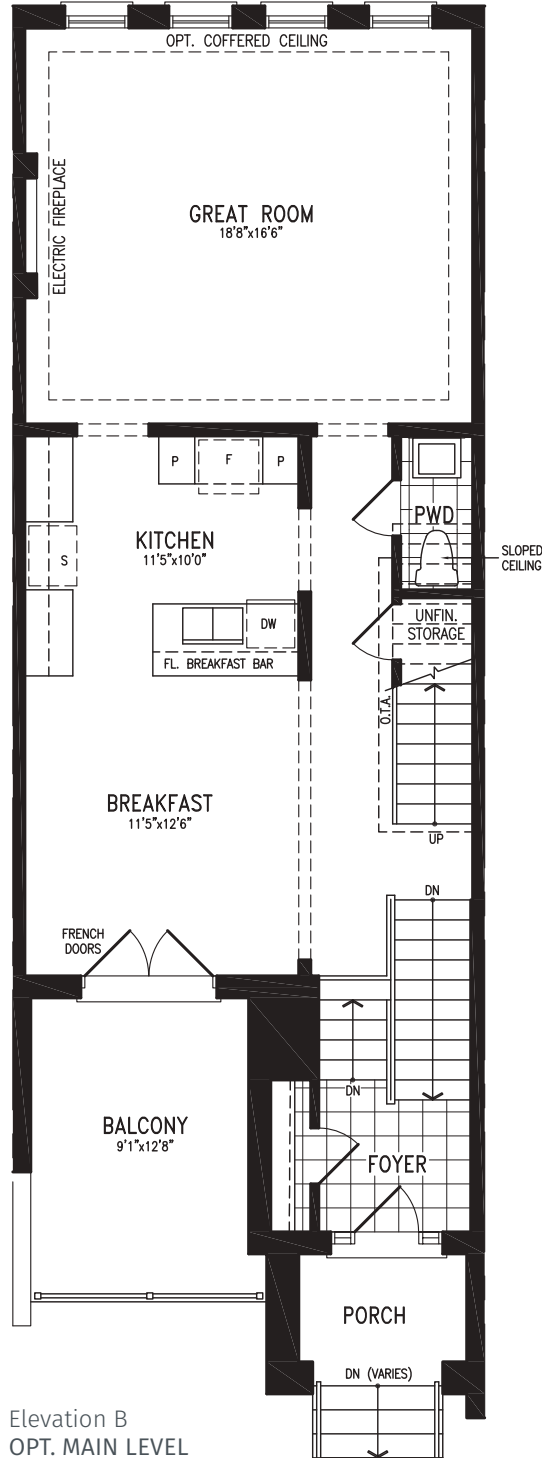 OPT. COFFERED CEILING
ELECTRIC FIREPLACE
GREAT ROOM
18'8"x16'6"
P
F
P
PWD
KITCHEN
11'5"x10'0"
S
SLOPED
CEILING
UNFIN.
STORAGE
DW
FL. BREAKFAST BAR
O.T.A.
BREAKFAST
11'5"x12'6"
UP
DN
FRENCH
DOORS
DN
BALCONY
9'1"x12'8"
FOYER
PORCH
DN (VARIES)
Elevation B
OPT. MAIN LEVEL